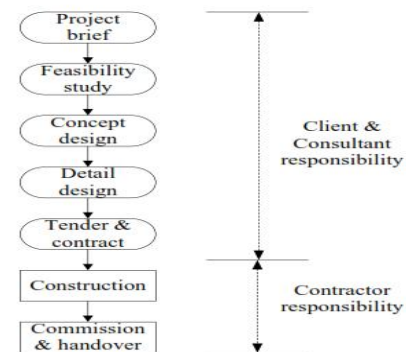 Project
brief
Feasibility
study
Concept
design
Detail
design
Tender &
contract
Construction
Commission
& handover
Client &
Consultant
responsibility
Contractor
responsibility